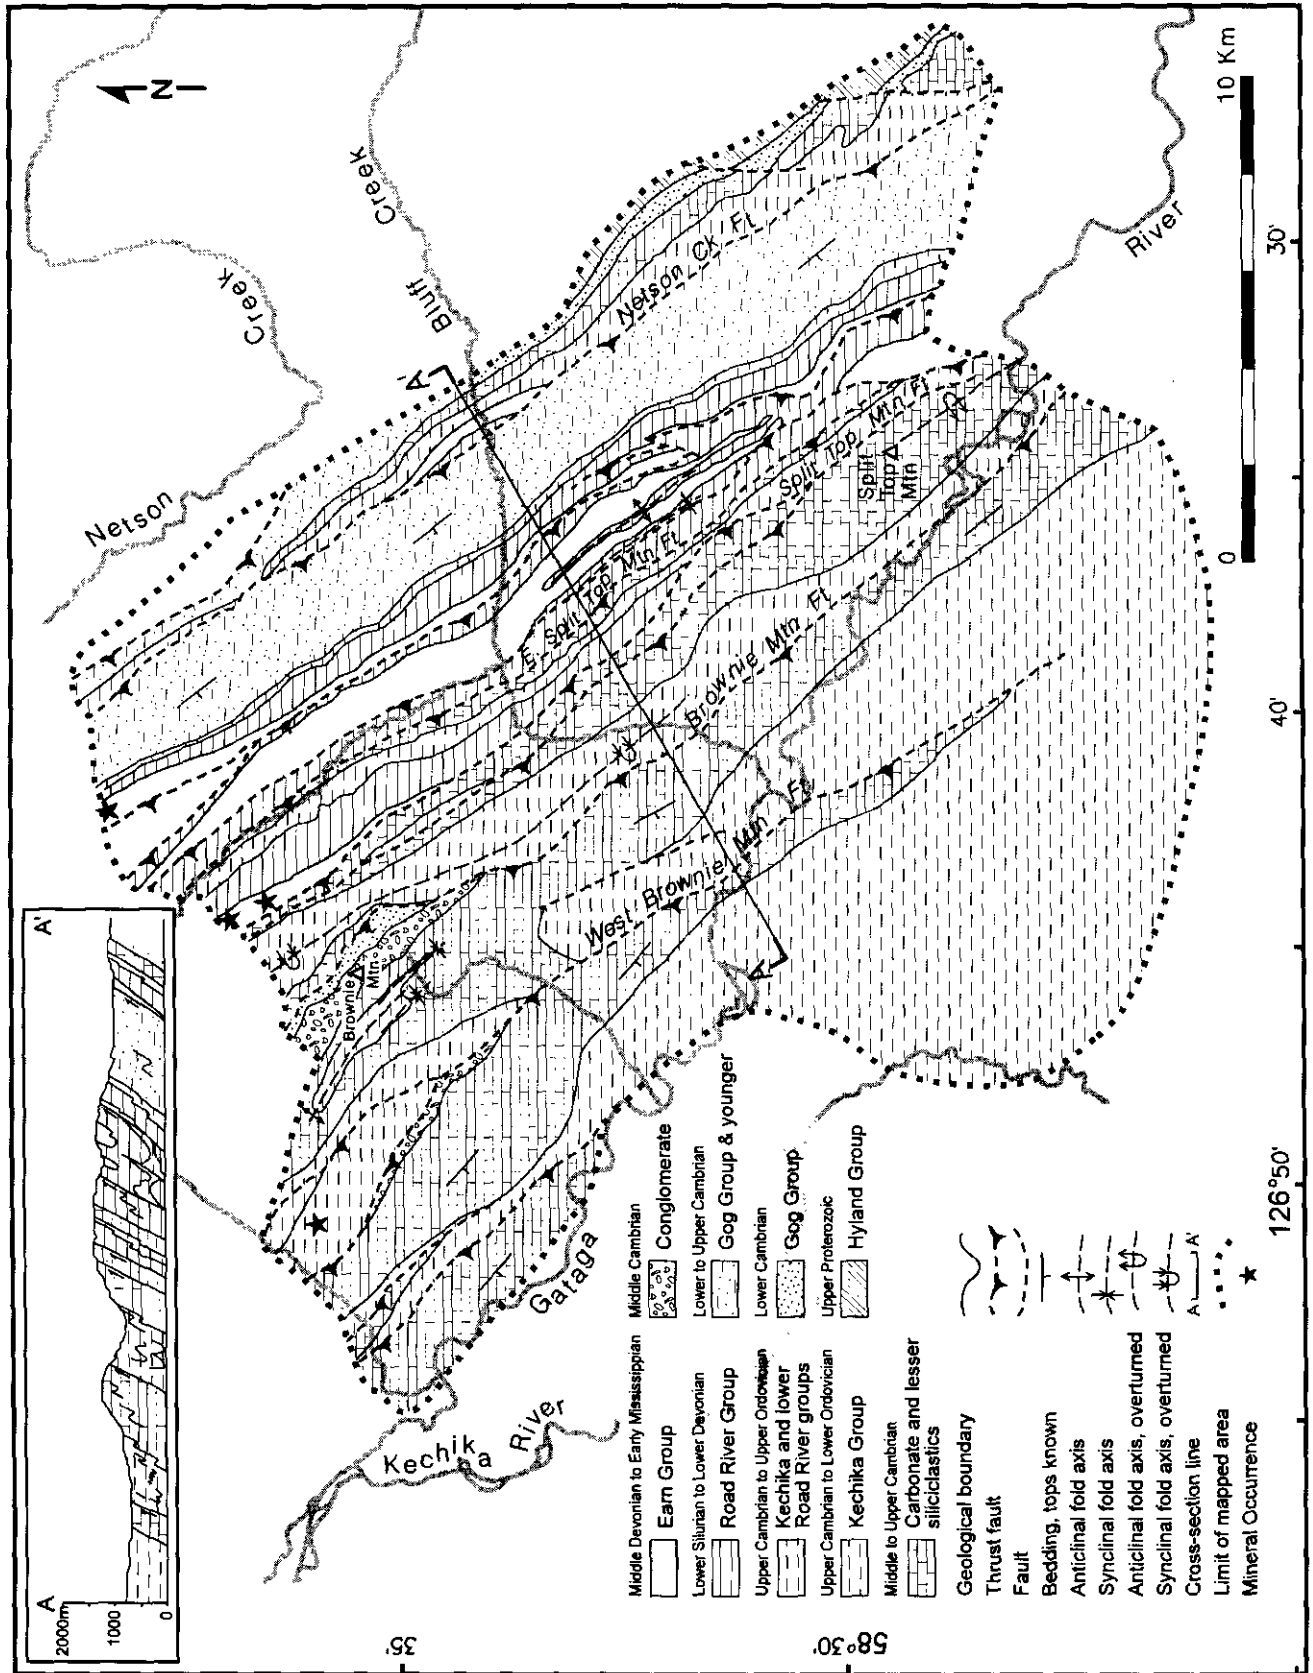 A
A'
2000m
1000
0
N
Netson
Creek
Bluff
Creek
A'
Netson Ck Ft
E. Split Top Mtn Ft
Split Top Mtn Ft
Split
Top
Mtn
Brownie Mtn Ft
West Brownie Mtn Ft
Brownie
Mtn
A
River
Gataga
Kechika
River
35'
58°30'
126°50'
40'
30'
0
10 Km
Middle Devonian to Early Mississippian
Earn Group
Lower Silurian to Lower Devonian
Road River Group
Upper Cambrian to Upper Ordovician
Kechika and lower
Road River groups
Upper Cambrian to Lower Ordovician
Kechika Group
Middle to Upper Cambrian
Carbonate and lesser
siliciclastics
Middle Cambrian
Conglomerate
Lower to Upper Cambrian
Gog Group & younger
Lower Cambrian
Gog Group
Upper Proterozoic
Hyland Group
Geological boundary
Thrust fault
Fault
Bedding, tops known
Anticlinal fold axis
Synclinal fold axis
Anticlinal fold axis, overturned
Synclinal fold axis, overturned
Cross-section line
A
A'
Limit of mapped area
Mineral Occurrence